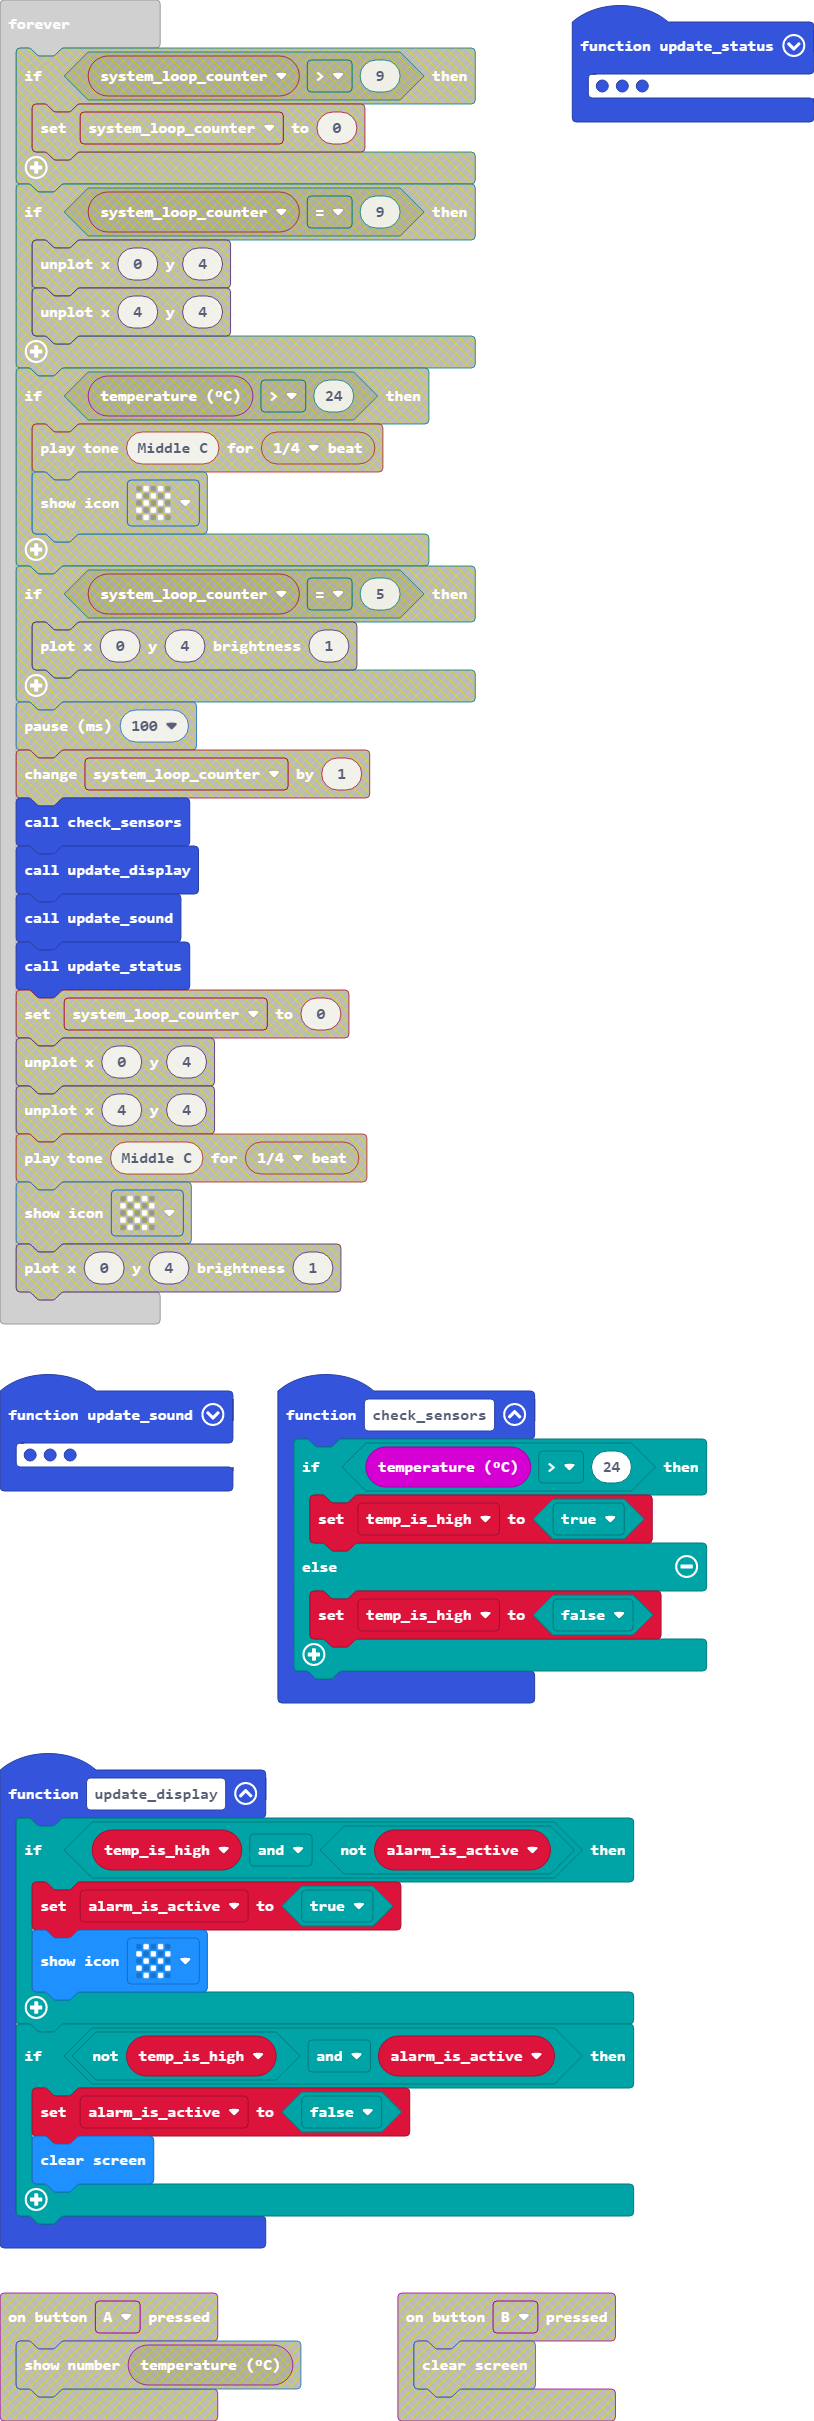 forever
if system_loop_counter > 9 then
set system_loop_counter to 0
if system_loop_counter = 9 then
unplot x 0 y 4
unplot x 4 y 4
if temperature (ºC) > 24 then
play tone Middle C for 1/4 beat
show icon
if system_loop_counter = 5 then
plot x 0 y 4 brightness 1
pause (ms) 100
change system_loop_counter by 1
call check_sensors
call update_display
call update_sound
call update_status
set system_loop_counter to 0
unplot x 0 y 4
unplot x 4 y 4
play tone Middle C for 1/4 beat
show icon
plot x 0 y 4 brightness 1
function update_status
function update_sound
function check_sensors
if temperature (ºC) > 24 then
set temp_is_high to true
else
set temp_is_high to false
function update_display
if temp_is_high and not alarm_is_active then
set alarm_is_active to true
show icon
if not temp_is_high and alarm_is_active then
set alarm_is_active to false
clear screen
on button A pressed
show number temperature (ºC)
on button B pressed
clear screen